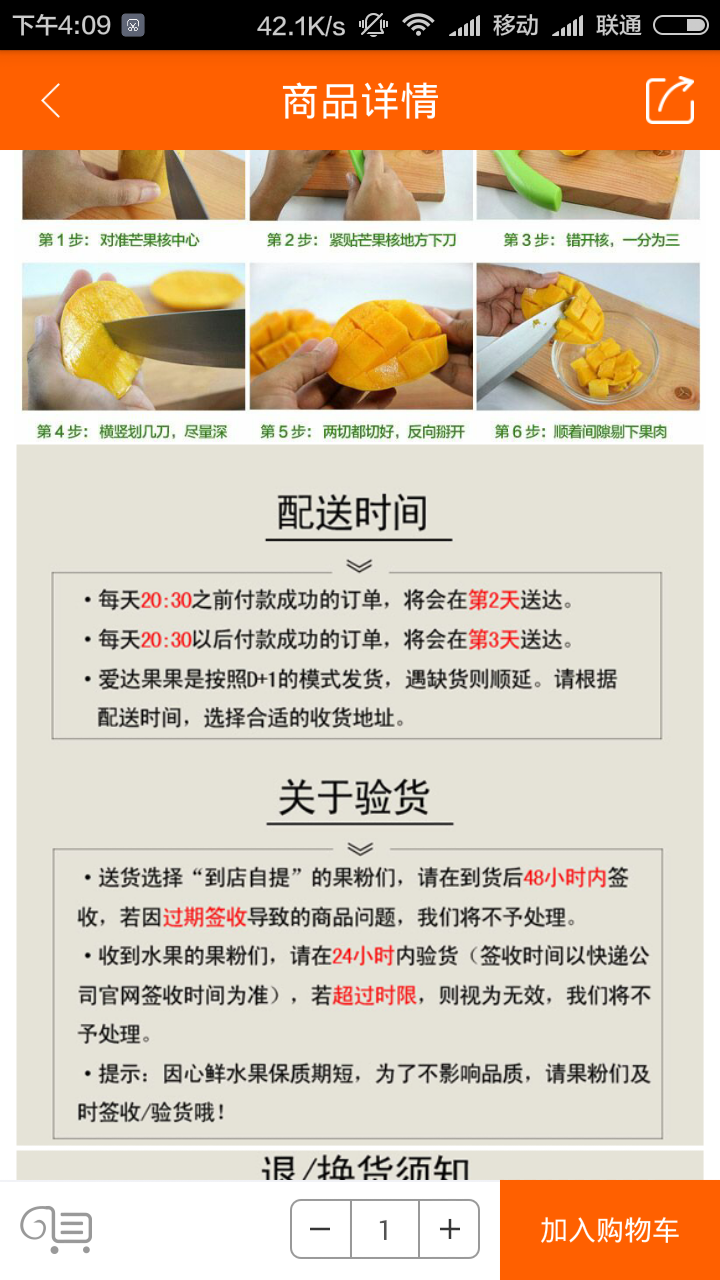 下午4:09 42.1K/s 移动 联通
商品详情
第1步：对准芒果核中心
第2步：紧贴芒果核地方下刀
第3步：错开核，一分为三
第4步：横竖划几刀，尽量深
第5步：两切都切好，反向掰开
第6步：顺着间隙剔下果肉
配送时间
·每天20:30之前付款成功的订单，将会在第2天送达。
·每天20:30以后付款成功的订单，将会在第3天送达。
·爱达果果是按照D+1的模式发货，遇缺货则顺延。请根据
配送时间，选择合适的收货地址。
关于验货
·送货选择“到店自提”的果粉们，请在到货后48小时内签
收，若因过期签收导致的商品问题，我们将不予处理。
·收到水果的果粉们，请在24小时内验货（签收时间以快递公
司官网签收时间为准），若超过时限，则视为无效，我们将不
予处理。
·提示：因心鲜水果保质期短，为了不影响品质，请果粉们及
时签收/验货哦！
退/换货须知
1
加入购物车